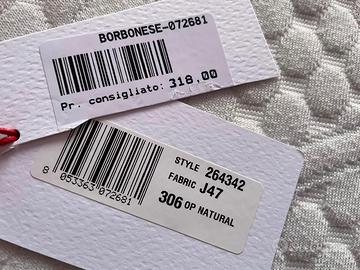 BORBONESE-072681
Pr. consigliato: 318,00
STYLE 264342
FABRIC J47
306 OP NATURAL
8 053363 072681